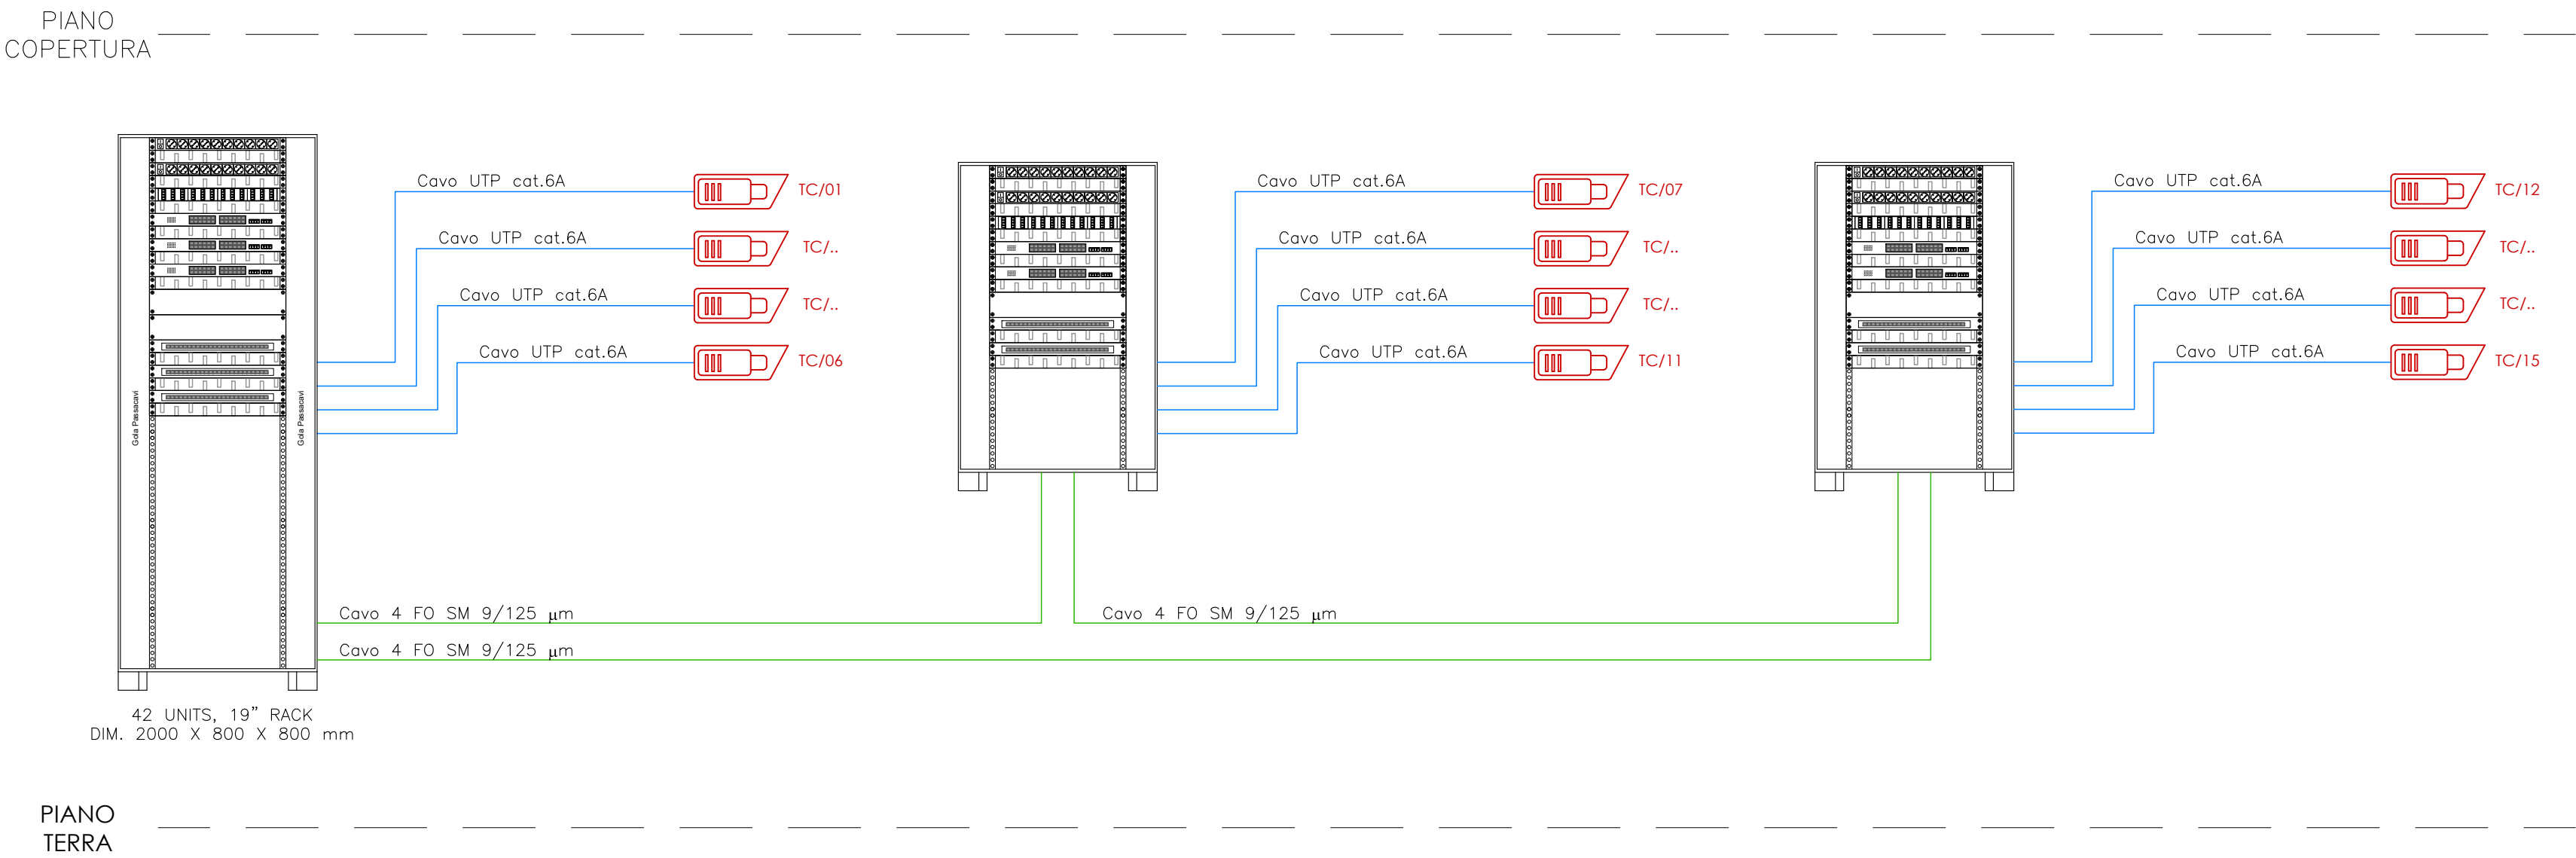 PIANO
COPERTURA
Cavo UTP cat.6A
TC/01
Cavo UTP cat.6A
TC/..
Cavo UTP cat.6A
TC/..
Cavo UTP cat.6A
TC/06
Gola Passacavi
Gola Passacavi
Cavo UTP cat.6A
TC/07
Cavo UTP cat.6A
TC/..
Cavo UTP cat.6A
TC/..
Cavo UTP cat.6A
TC/11
Cavo UTP cat.6A
TC/12
Cavo UTP cat.6A
TC/..
Cavo UTP cat.6A
TC/..
Cavo UTP cat.6A
TC/15
Cavo 4 FO SM 9/125 μm
Cavo 4 FO SM 9/125 μm
Cavo 4 FO SM 9/125 μm
42 UNITS, 19” RACK
DIM. 2000 X 800 X 800 mm
PIANO
TERRA